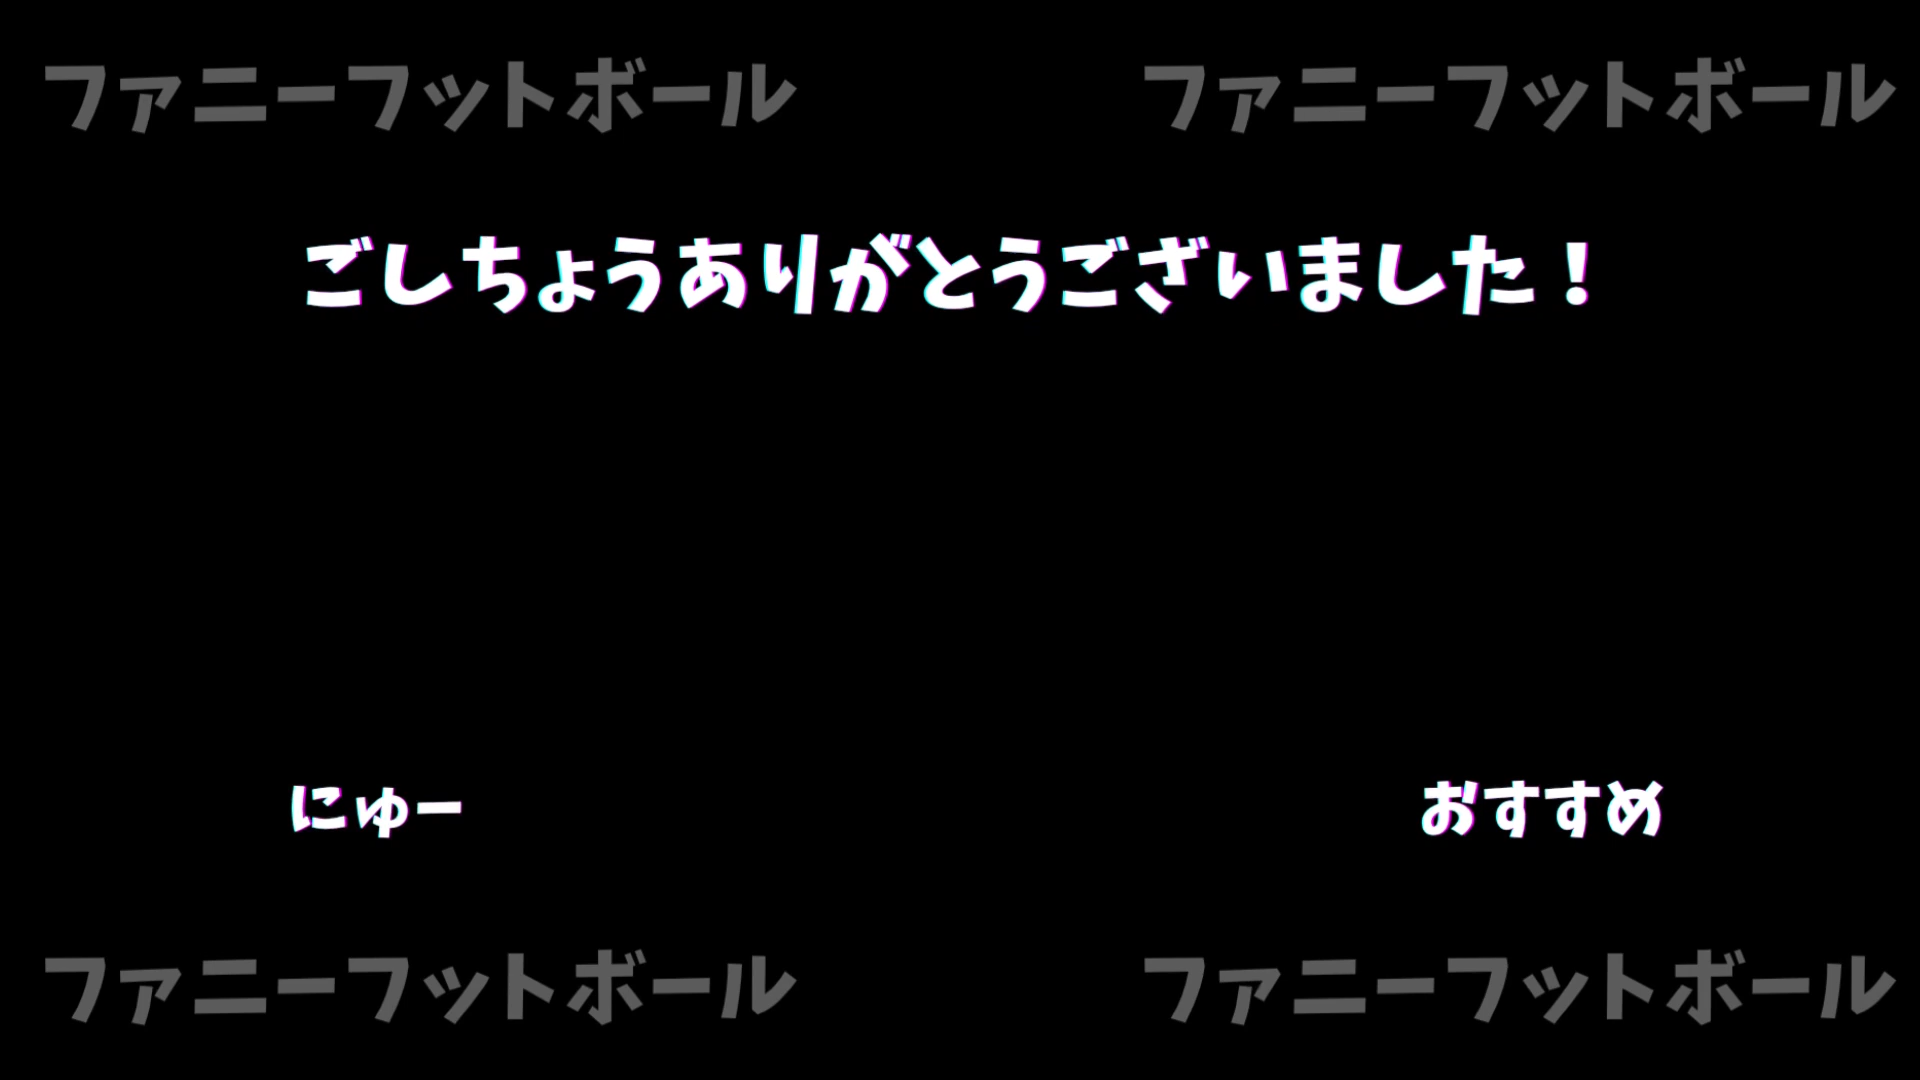 ファニーフットボール ファニーフットボール
ごしちょうありがとうございました！
にゅー おすすめ
ファニーフットボール ファニーフットボール